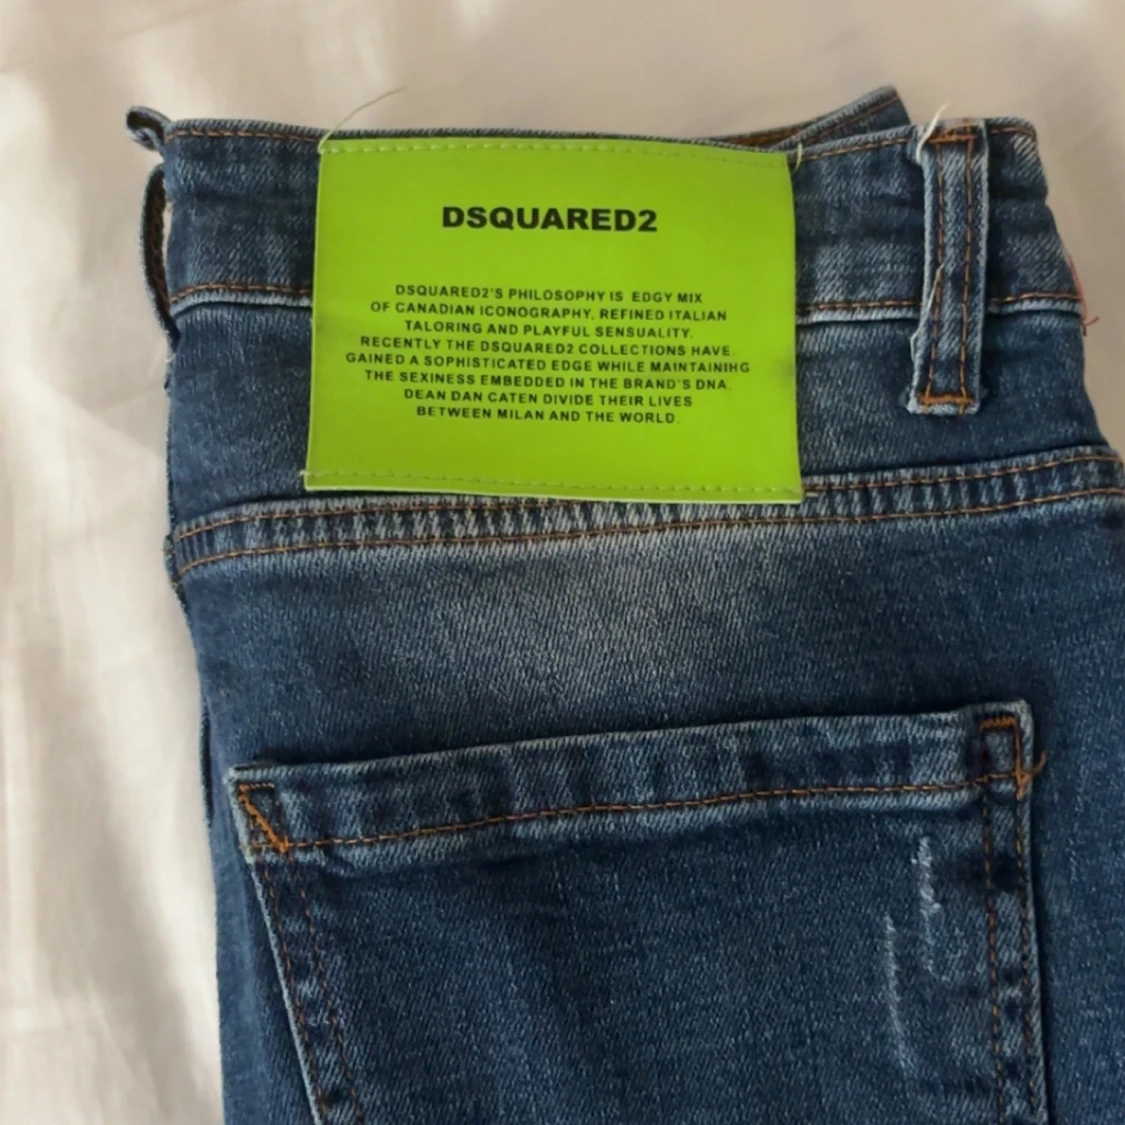 DSQUARED2
DSQUARED2'S PHILOSOPHY IS EDGY MIX
OF CANADIAN ICONOGRAPHY, REFINED ITALIAN
TALORING AND PLAYFUL SENSUALITY.
RECENTLY THE DSQUARED2 COLLECTIONS HAVE.
GAINED A SOPHISTICATED EDGE WHILE MAINTAINIHG
THE SEXINESS EMBEDDED IN THE BRAND'S DNA.
DEAN DAN CATEN DIVIDE THEIR LIVES
BETWEEN MILAN AND THE WORLD.